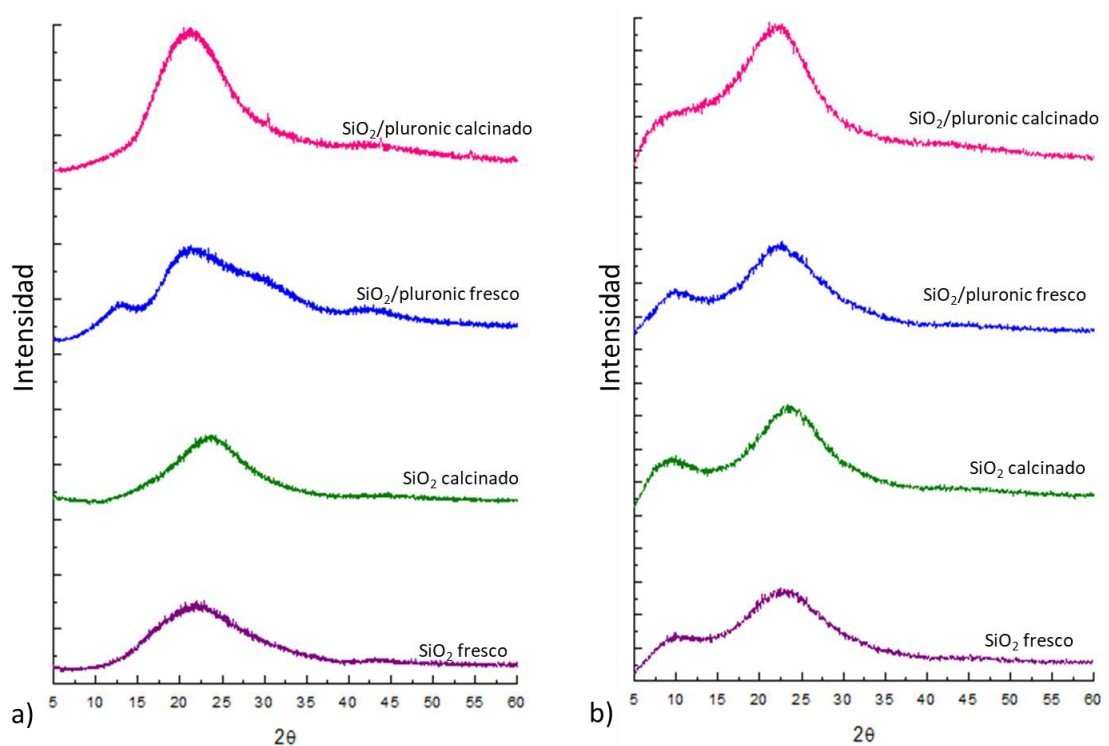 Intensidad
SiO2/pluronic calcinado
SiO2/pluronic fresco
SiO2 calcinado
SiO2 fresco
5 10 15 20 25 30 35 40 45 50 55 60
a)
2θ
Intensidad
SiO2/pluronic calcinado
SiO2/pluronic fresco
SiO2 calcinado
SiO2 fresco
5 10 15 20 25 30 35 40 45 50 55 60
b)
2θ